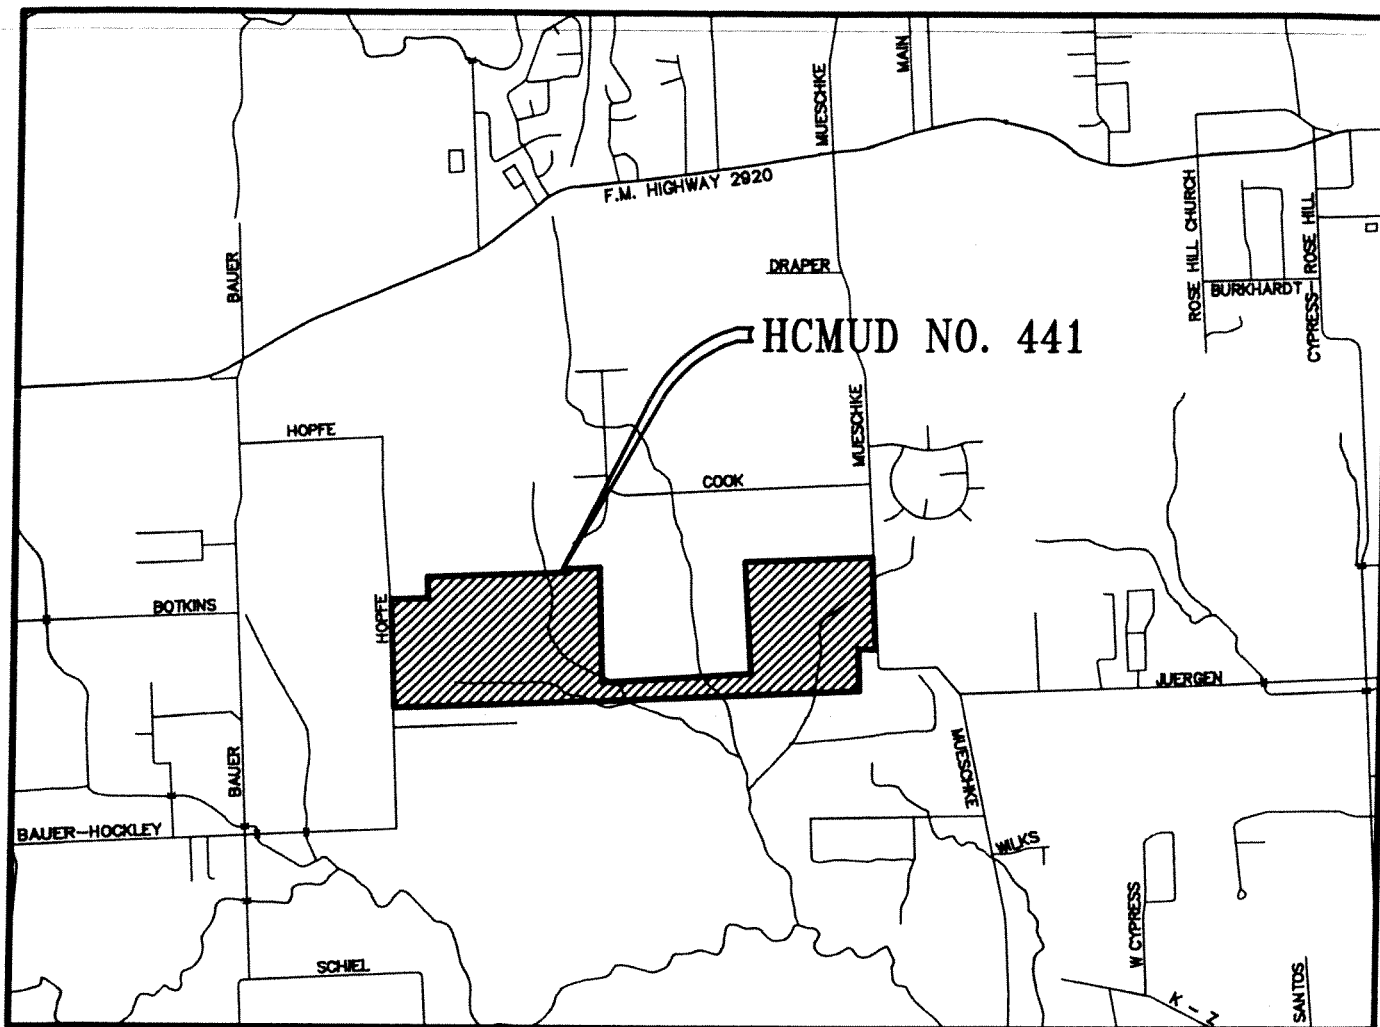 MUESCHKE
MAIN
F.M. HIGHWAY 2920
BAUER
DRAPER
ROSE HILL CHURCH
BURKHARDT
CYPRESS-ROSE HILL
HCMUD NO. 441
HOPFE
MUESCHKE
COOK
BOTKINS
HOPFE
JUERGEN
BAUER
MUESCHKE
BAUER-HOCKLEY
WILKS
W CYPRESS
SCHIEL
K - Z
SANTOS